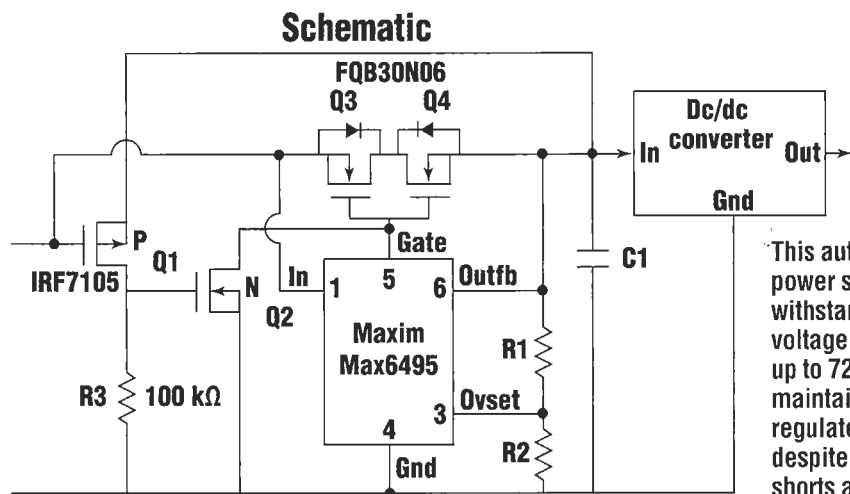 Schematic
FQB30N06
Q3
Q4
Dc/dc
converter
In
Out
Gnd
P
IRF7105
Q1
N
Q2
In
Gate
1
5
6
Outfb
C1
Maxim
Max6495
R1
R3
100 kΩ
3
Ovset
4
Gnd
R2
This aut
power s
withstan
voltage
up to 72
maintai
regulate
despite
shorts a